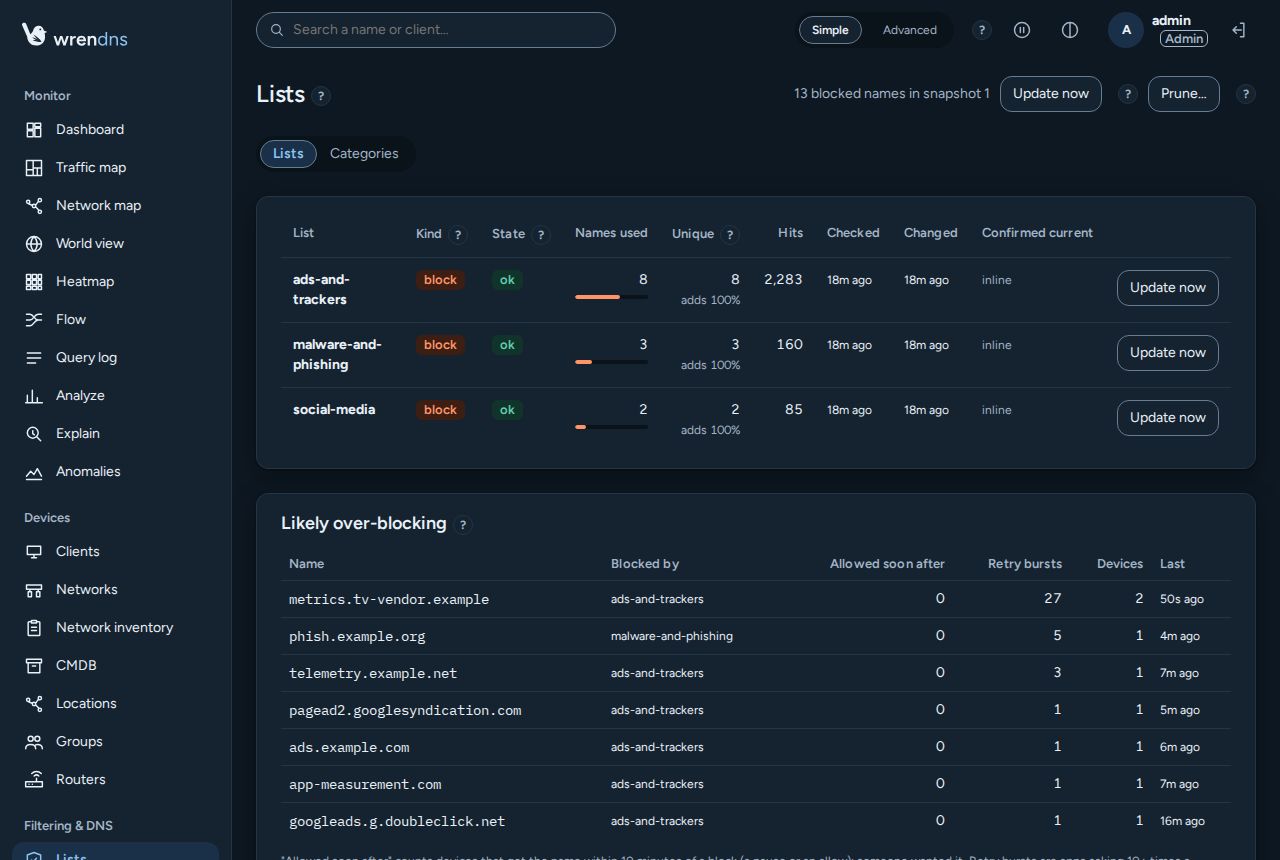 wrendns
Search a name or client...
Simple
Advanced
?
A
admin
Admin
Monitor
Dashboard
Traffic map
Network map
World view
Heatmap
Flow
Query log
Analyze
Explain
Anomalies
Devices
Clients
Networks
Network inventory
CMDB
Locations
Groups
Routers
Filtering & DNS
Lists
Lists ?
13 blocked names in snapshot 1
Update now
?
Prune...
?
Lists
Categories
List Kind ? State ? Names used Unique ? Hits Checked Changed Confirmed current
ads-and-trackers block ok 8 8 adds 100% 2,283 18m ago 18m ago inline Update now
malware-and-phishing block ok 3 3 adds 100% 160 18m ago 18m ago inline Update now
social-media block ok 2 2 adds 100% 85 18m ago 18m ago inline Update now
Likely over-blocking ?
Name Blocked by Allowed soon after Retry bursts Devices Last
metrics.tv-vendor.example ads-and-trackers 0 27 2 50s ago
phish.example.org malware-and-phishing 0 5 1 4m ago
telemetry.example.net ads-and-trackers 0 3 1 7m ago
pagead2.googlesyndication.com ads-and-trackers 0 1 1 5m ago
ads.example.com ads-and-trackers 0 1 1 6m ago
app-measurement.com ads-and-trackers 0 1 1 7m ago
googleads.g.doubleclick.net ads-and-trackers 0 1 1 16m ago